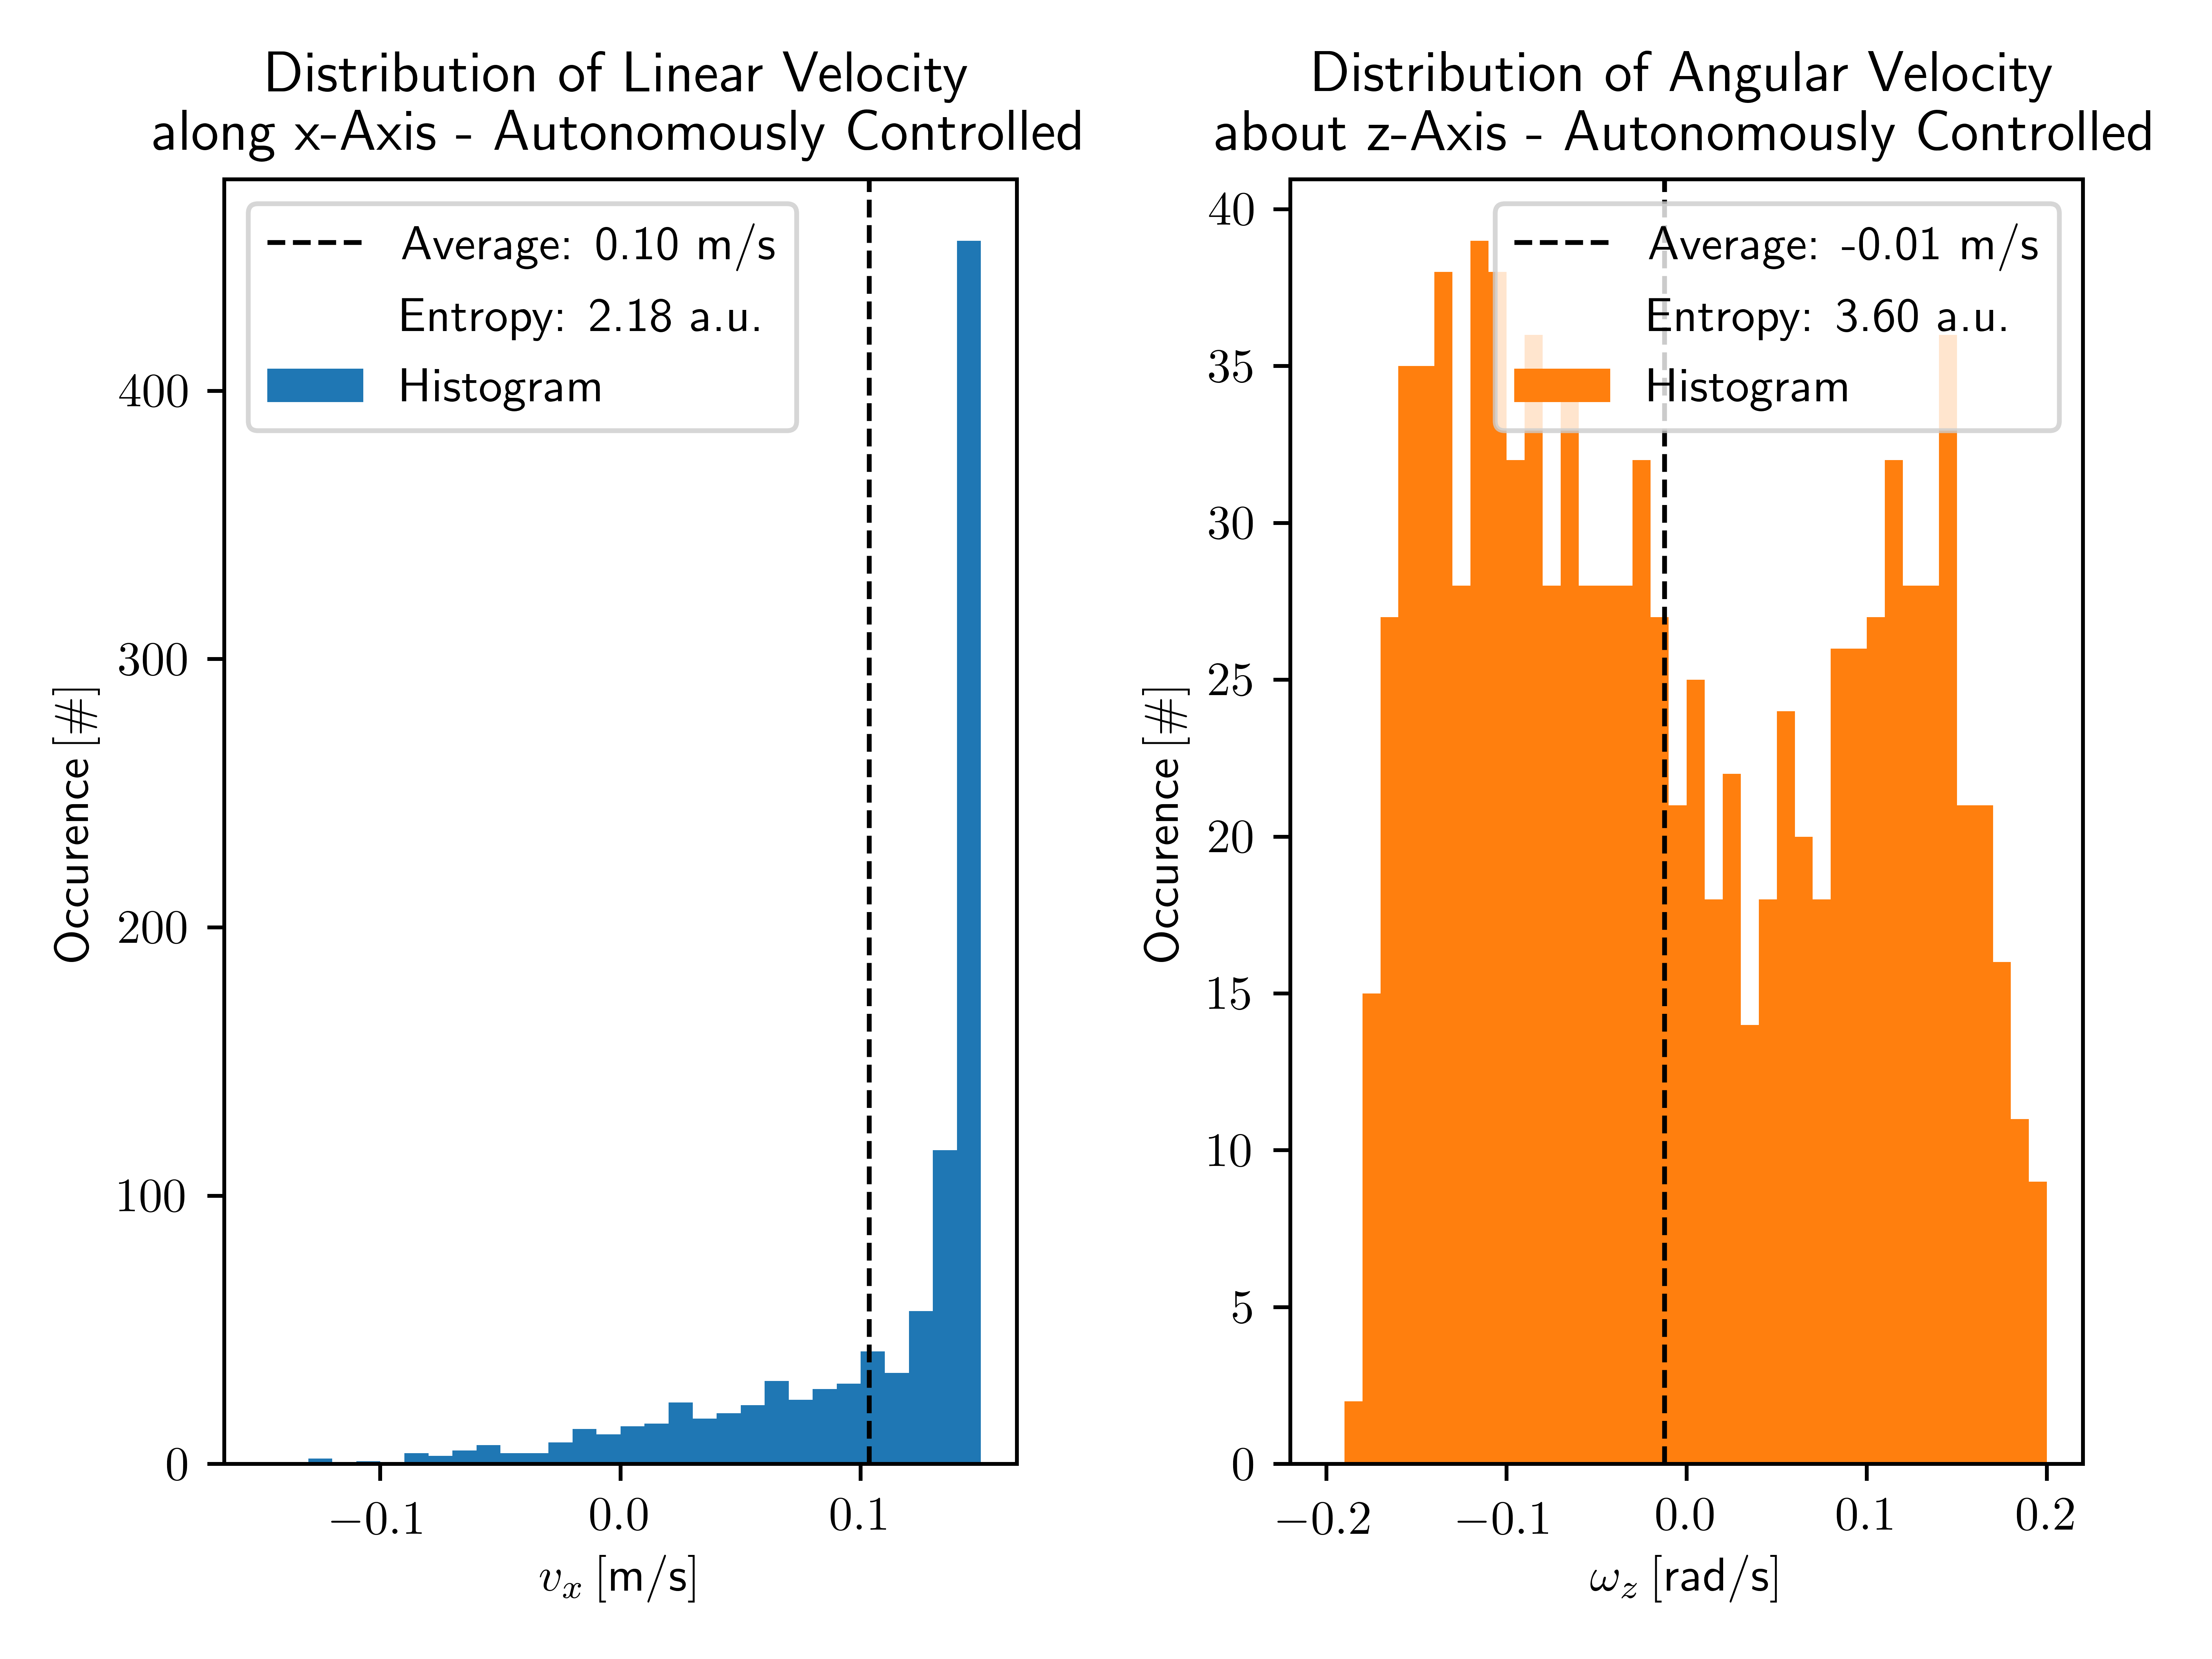 Distribution of Linear Velocity
along x-Axis - Autonomously Controlled
Average: 0.10 m/s
Entropy: 2.18 a.u.
Histogram
400
300
200
100
0
Occurence [#]
−0.1
0.0
0.1
v_x [m/s]
Distribution of Angular Velocity
about z-Axis - Autonomously Controlled
Average: -0.01 m/s
Entropy: 3.60 a.u.
Histogram
40
35
30
25
20
15
10
5
0
Occurence [#]
−0.2
−0.1
0.0
0.1
0.2
ω_z [rad/s]